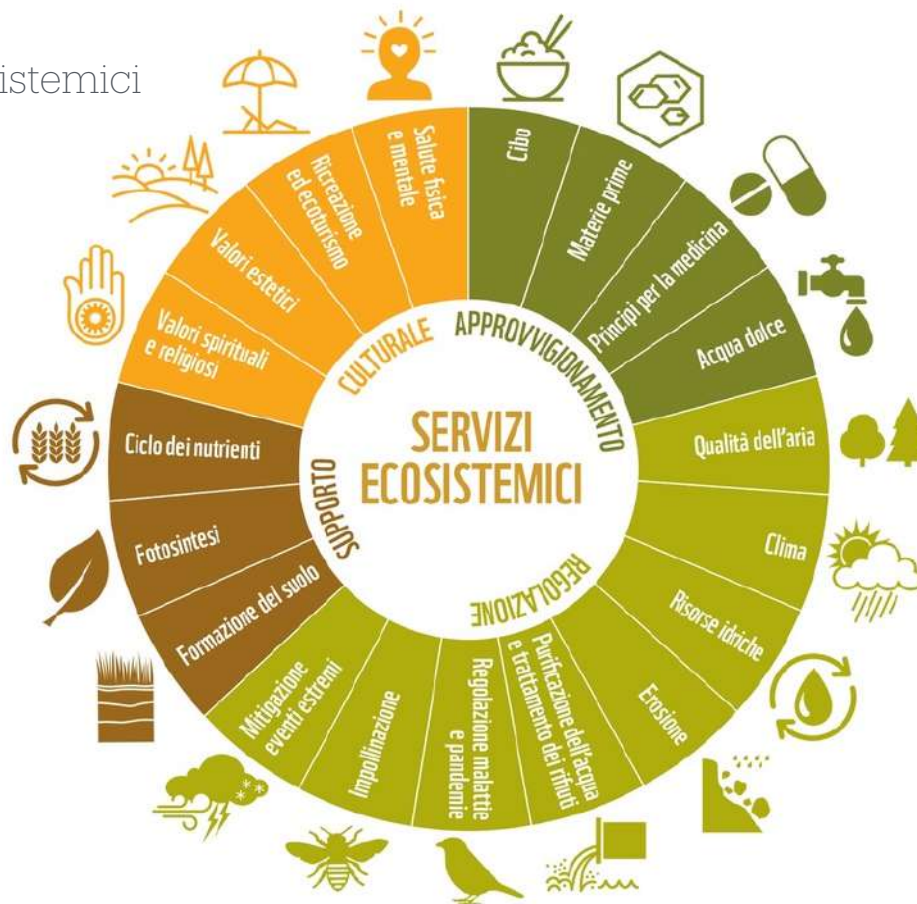 istemici
SERVIZI
ECOSISTEMICI
CULTURALE
APPROVVIGIONAMENTO
REGOLAZIONE
SUPPORTO
Cibo
Materie prime
Principi per la medicina
Acqua dolce
Qualità dell'aria
Clima
Risorse idriche
Erosione
Purificazione dell'acqua
e trattamento dei rifiuti
Regolazione malattie
e pandemie
Impollinazione
Mitigazione
eventi estremi
Formazione del suolo
Fotosintesi
Ciclo dei nutrienti
Valori spirituali
e religiosi
Valori estetici
Ricreazione
ed ecoturismo
Salute fisica
e mentale